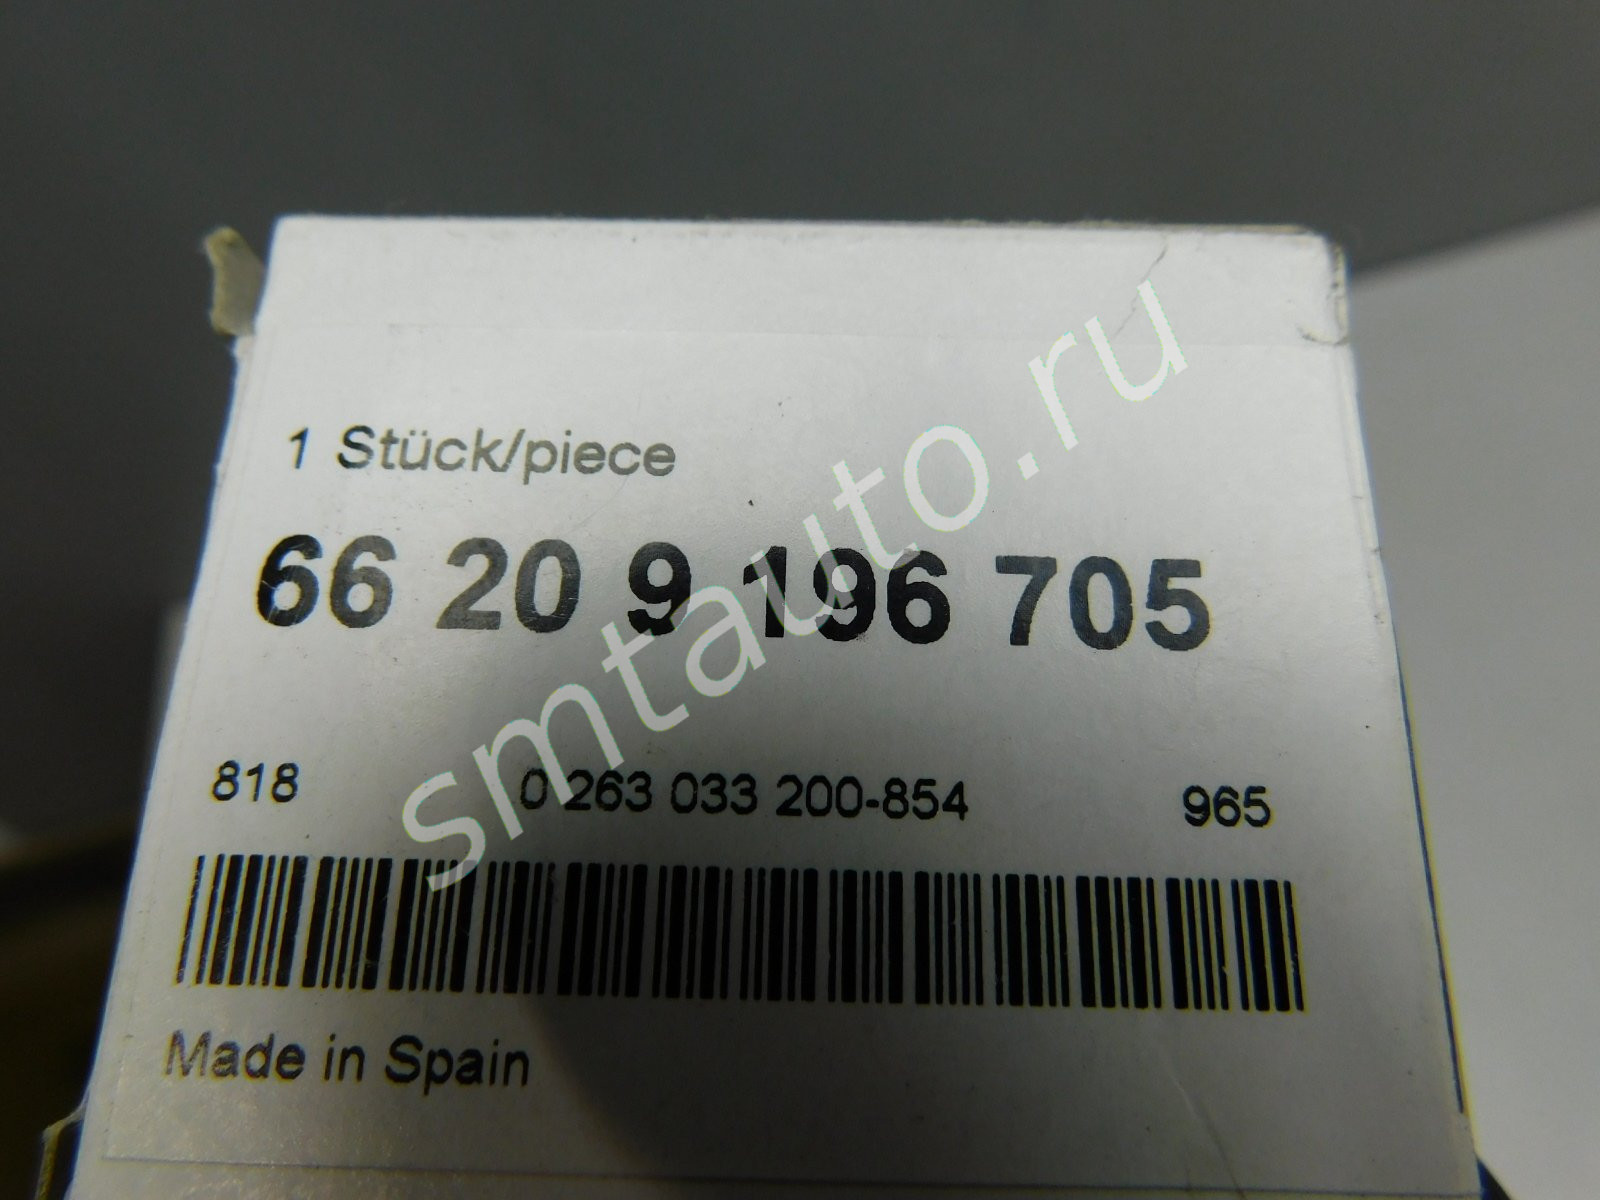 1 Stück/piece
66 20 9 196 705
818 0 263 033 200-854 965
Made in Spain
smtauto.ru